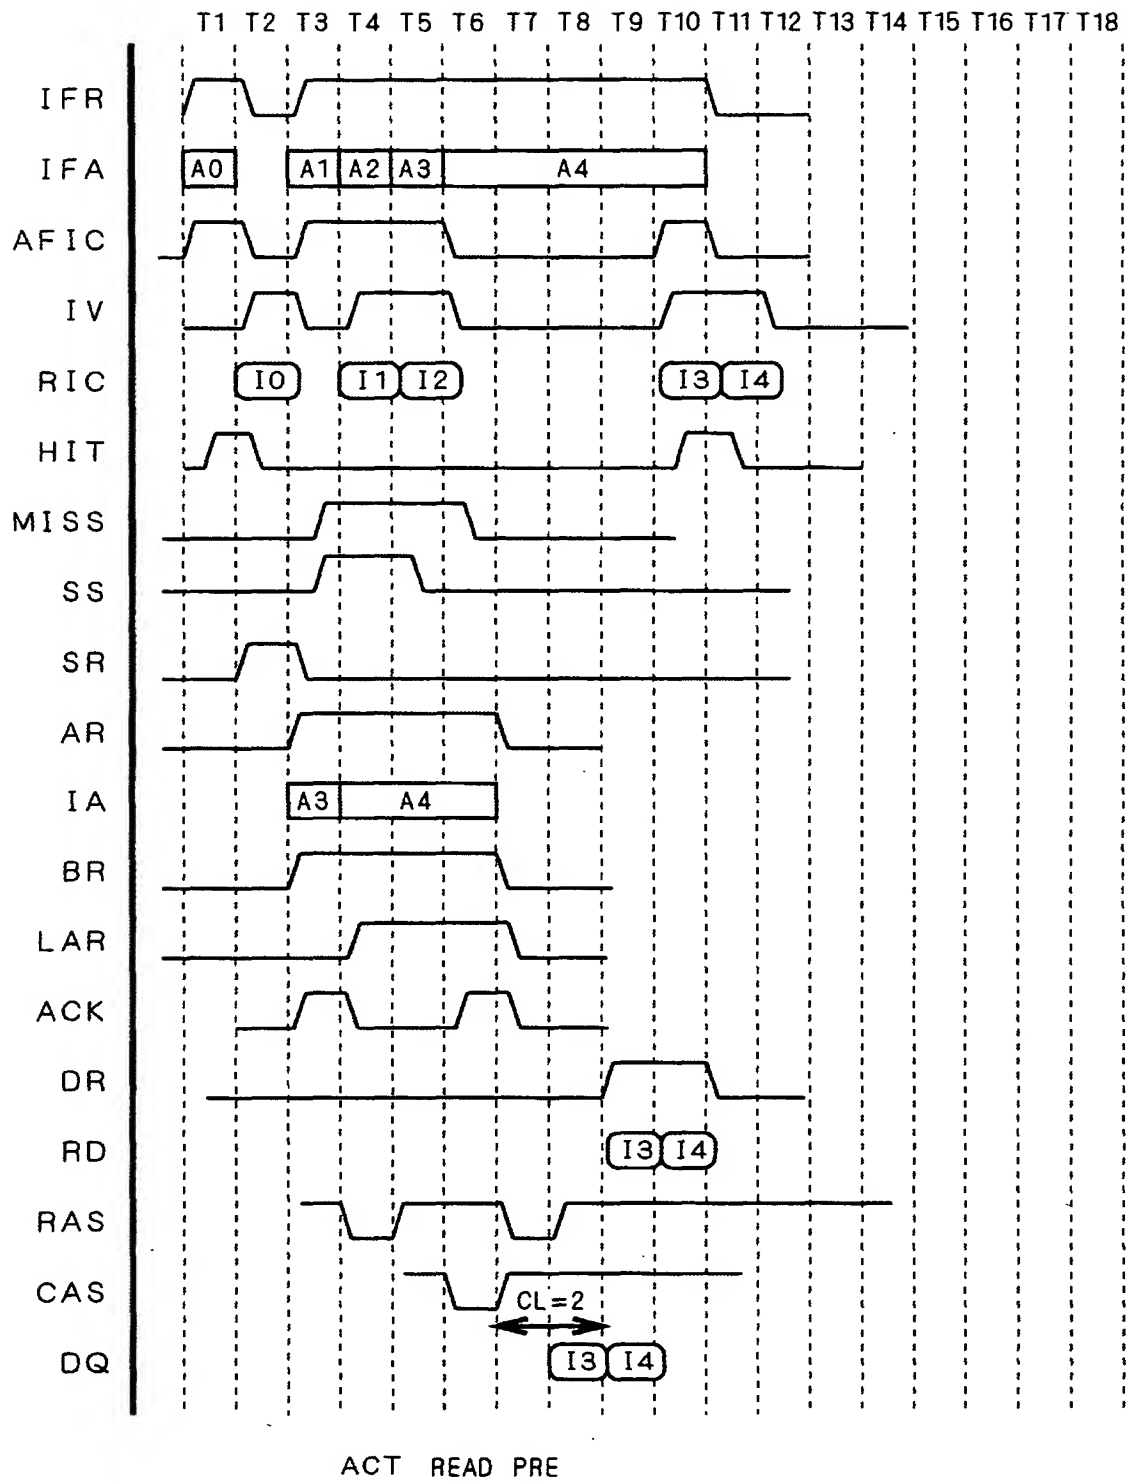 T1 T2 T3 T4 T5 T6 T7 T8 T9 T10 T11 T12 T13 T14 T15 T16 T17 T18
IFR
IFA A0 A1 A2 A3 A4
AFIC
IV
RIC I0 I1 I2 I3 I4
HIT
MISS
SS
SR
AR
IA A3 A4
BR
LAR
ACK
DR
RD I3 I4
RAS
CAS
CL=2
DQ I3 I4
ACT READ PRE